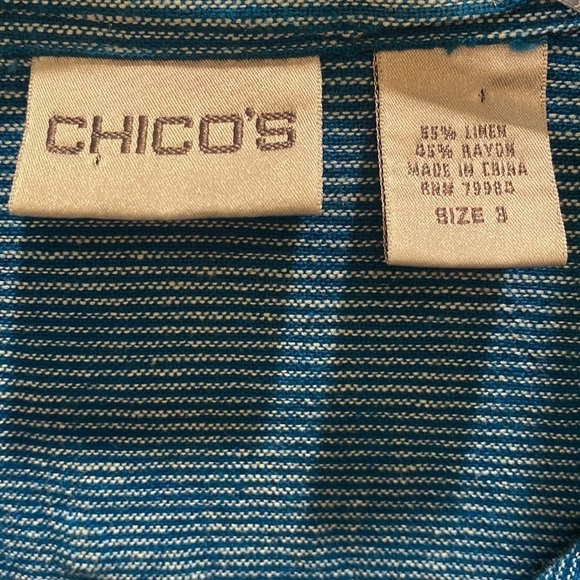 CHICO'S
55% LINEN
45% RAYON
MADE IN CHINA
RN# 79984
SIZE 3